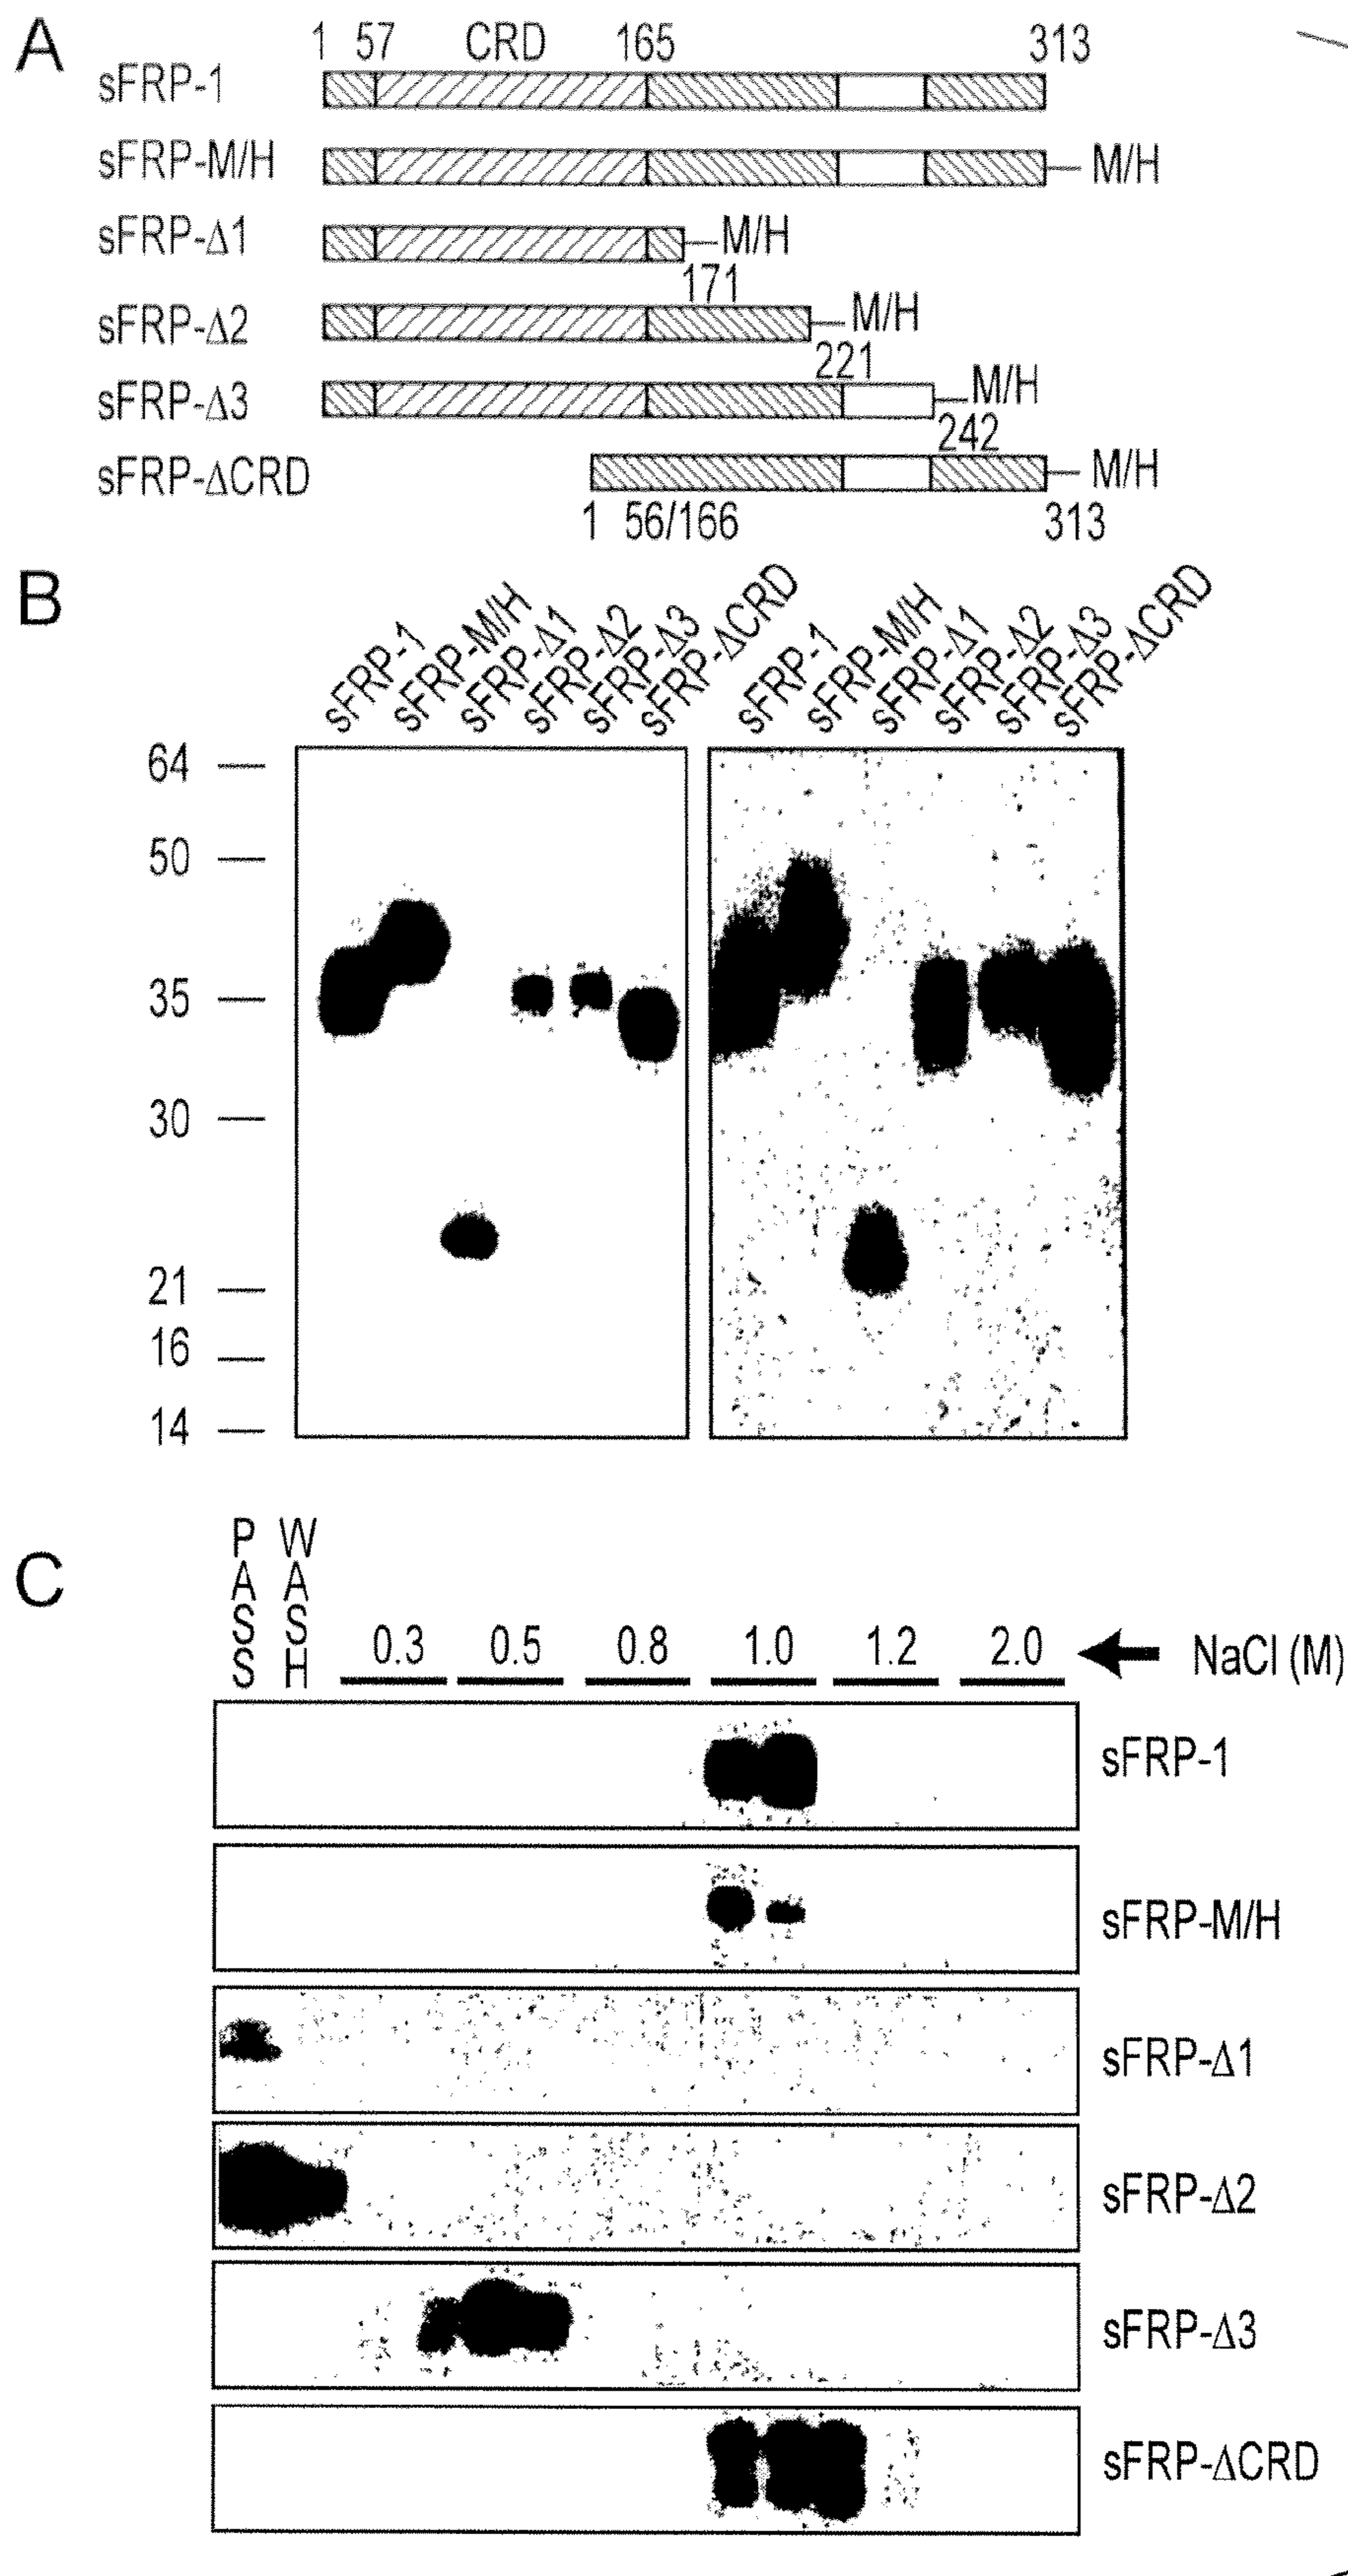 A
1 57 CRD 165 313
sFRP-1
sFRP-M/H M/H
sFRP-Δ1 M/H
171
sFRP-Δ2 M/H
221
sFRP-Δ3 M/H
242
sFRP-ΔCRD M/H
1 56/166 313
B
sFRP-1 sFRP-M/H sFRP-Δ1 sFRP-Δ2 sFRP-Δ3 sFRP-ΔCRD sFRP-1 sFRP-M/H sFRP-Δ1 sFRP-Δ2 sFRP-Δ3 sFRP-ΔCRD
64
50
35
30
21
16
14
C
PASS WASH 0.3 0.5 0.8 1.0 1.2 2.0 NaCl (M)
sFRP-1
sFRP-M/H
sFRP-Δ1
sFRP-Δ2
sFRP-Δ3
sFRP-ΔCRD